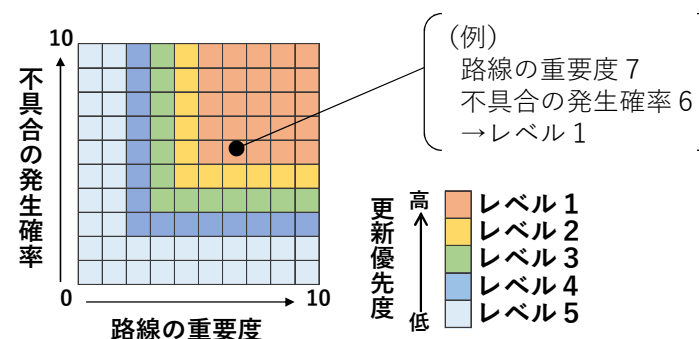 10
不具合の発生確率
0
10
路線の重要度
(例)
路線の重要度7
不具合の発生確率6
→レベル1
更新優先度
高
低
レベル1
レベル2
レベル3
レベル4
レベル5